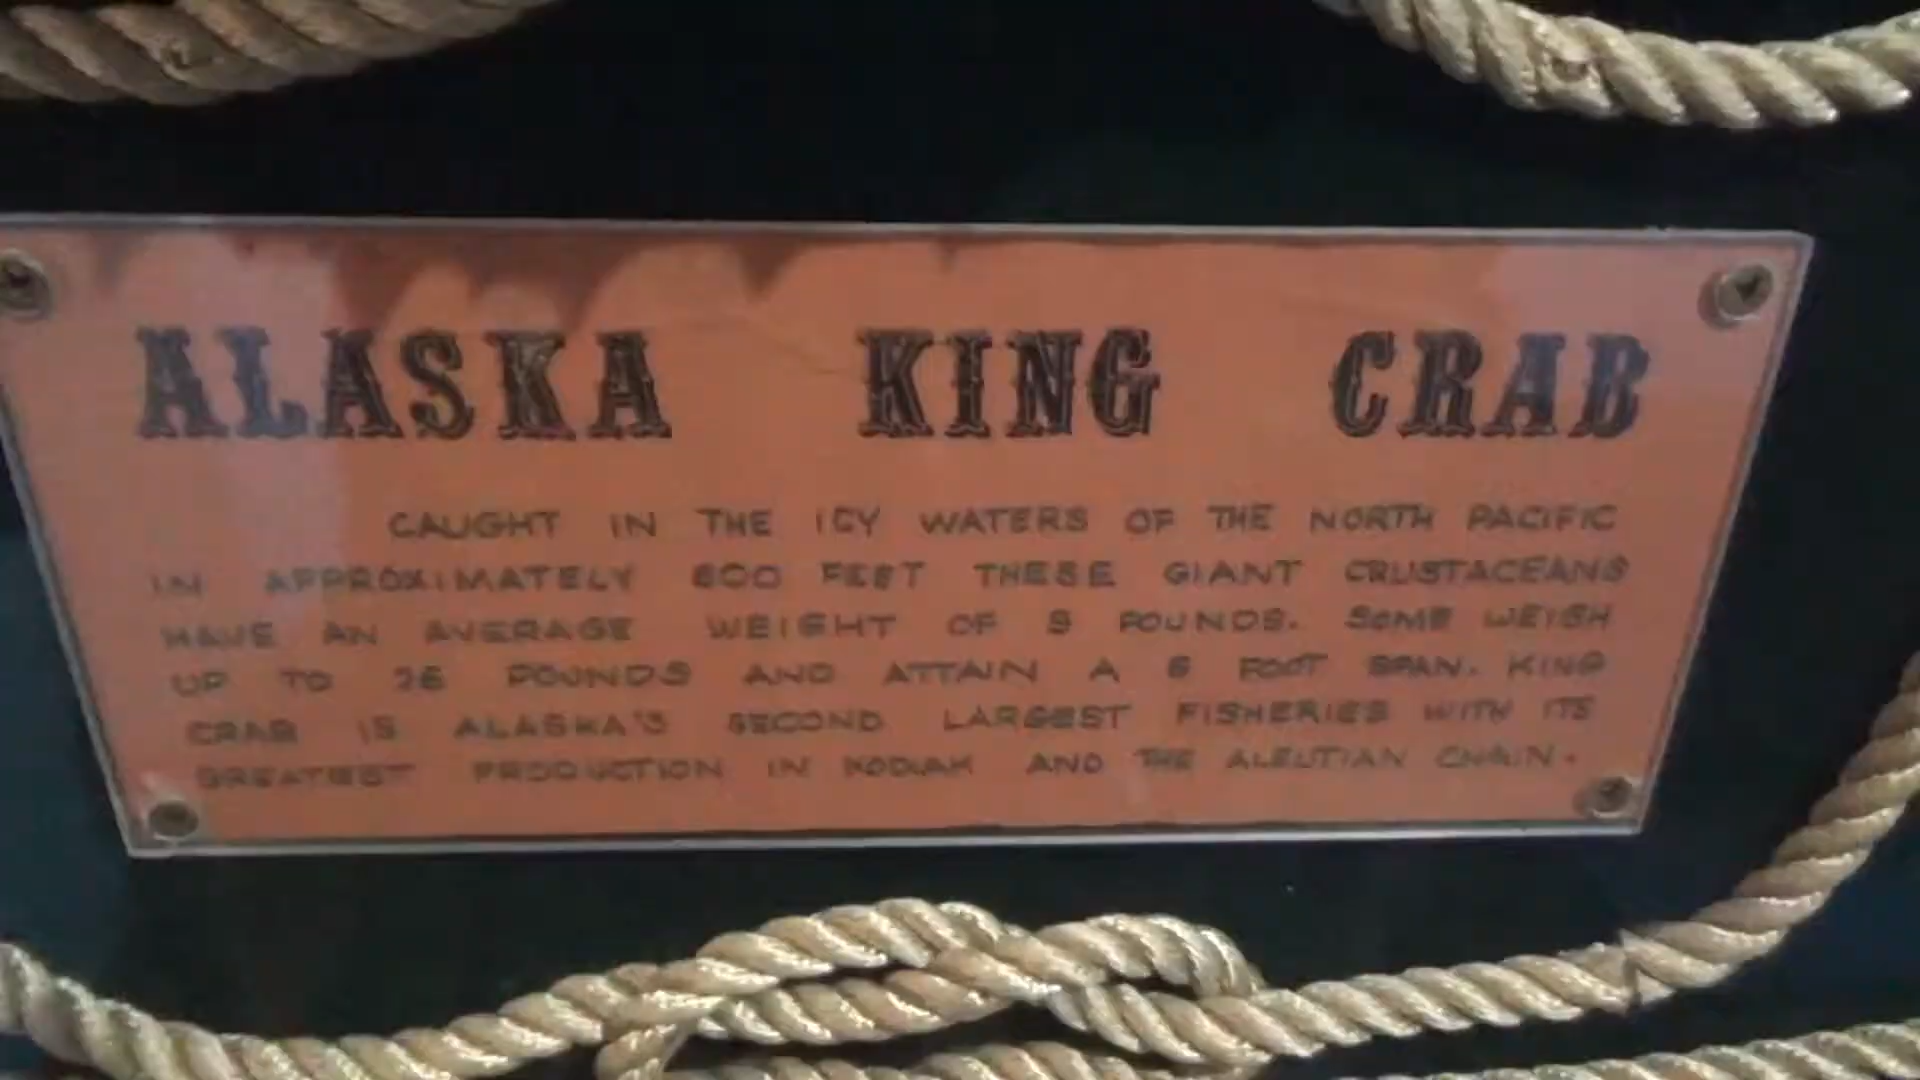 ALASKA KING CRAB
CAUGHT IN THE ICY WATERS OF THE NORTH PACIFIC
IN APPROXIMATELY 600 FEET THESE GIANT CRUSTACEANS
HAVE AN AVERAGE WEIGHT OF 9 POUNDS. SOME WEIGH
UP TO 26 POUNDS AND ATTAIN A 6 FOOT SPAN. KING
CRAB IS ALASKA'S SECOND LARGEST FISHERIES WITH ITS
GREATEST PRODUCTION IN KODIAK AND THE ALEUTIAN CHAIN.